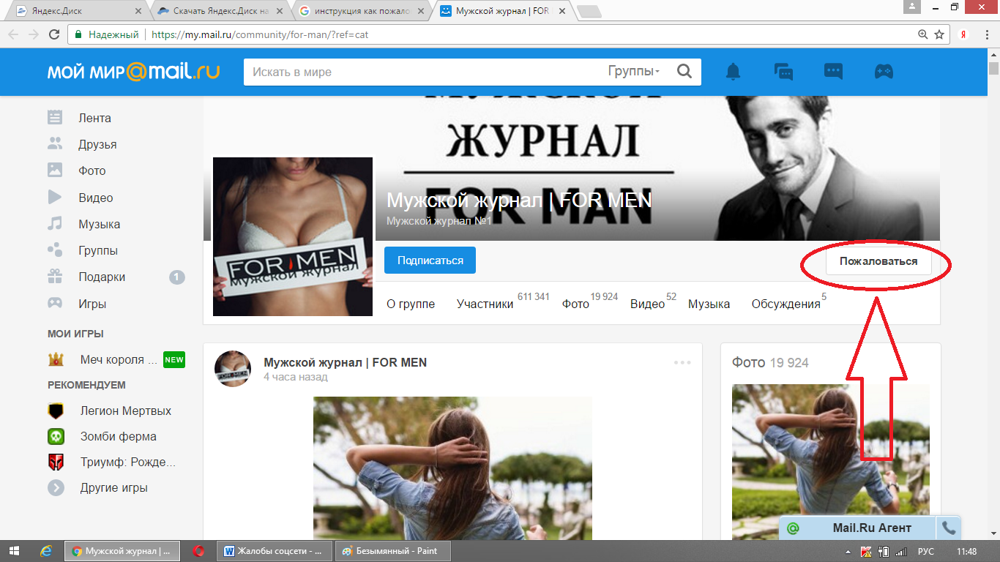 Яндекс.Диск
Скачать Яндекс.Диск на
инструкция как пожало
Мужской журнал | FOR
Надежный
https://my.mail.ru/community/for-man/?ref=cat
Я
МОЙ МИР@mail.ru
Искать в мире
Группы
Лента
Друзья
Фото
Видео
Музыка
Группы
Подарки
1
Игры
МОИ ИГРЫ
Меч короля ...
NEW
РЕКОМЕНДУЕМ
Легион Мертвых
Зомби ферма
Триумф: Рожде...
Другие игры
МУЖСКОЙ
ЖУРНАЛ
FOR MAN
Мужской журнал | FOR MEN
Мужской журнал №1
FOR MEN
мужской журнал
Подписаться
Пожаловаться
О группе
Участники 611 341
Фото 19 924
Видео 52
Музыка
Обсуждения 5
Мужской журнал | FOR MEN
4 часа назад
Фото 19 924
Mail.Ru Агент
Мужской журнал | ...
Жалобы соцсети - ...
Безымянный - Paint
РУС
11:48